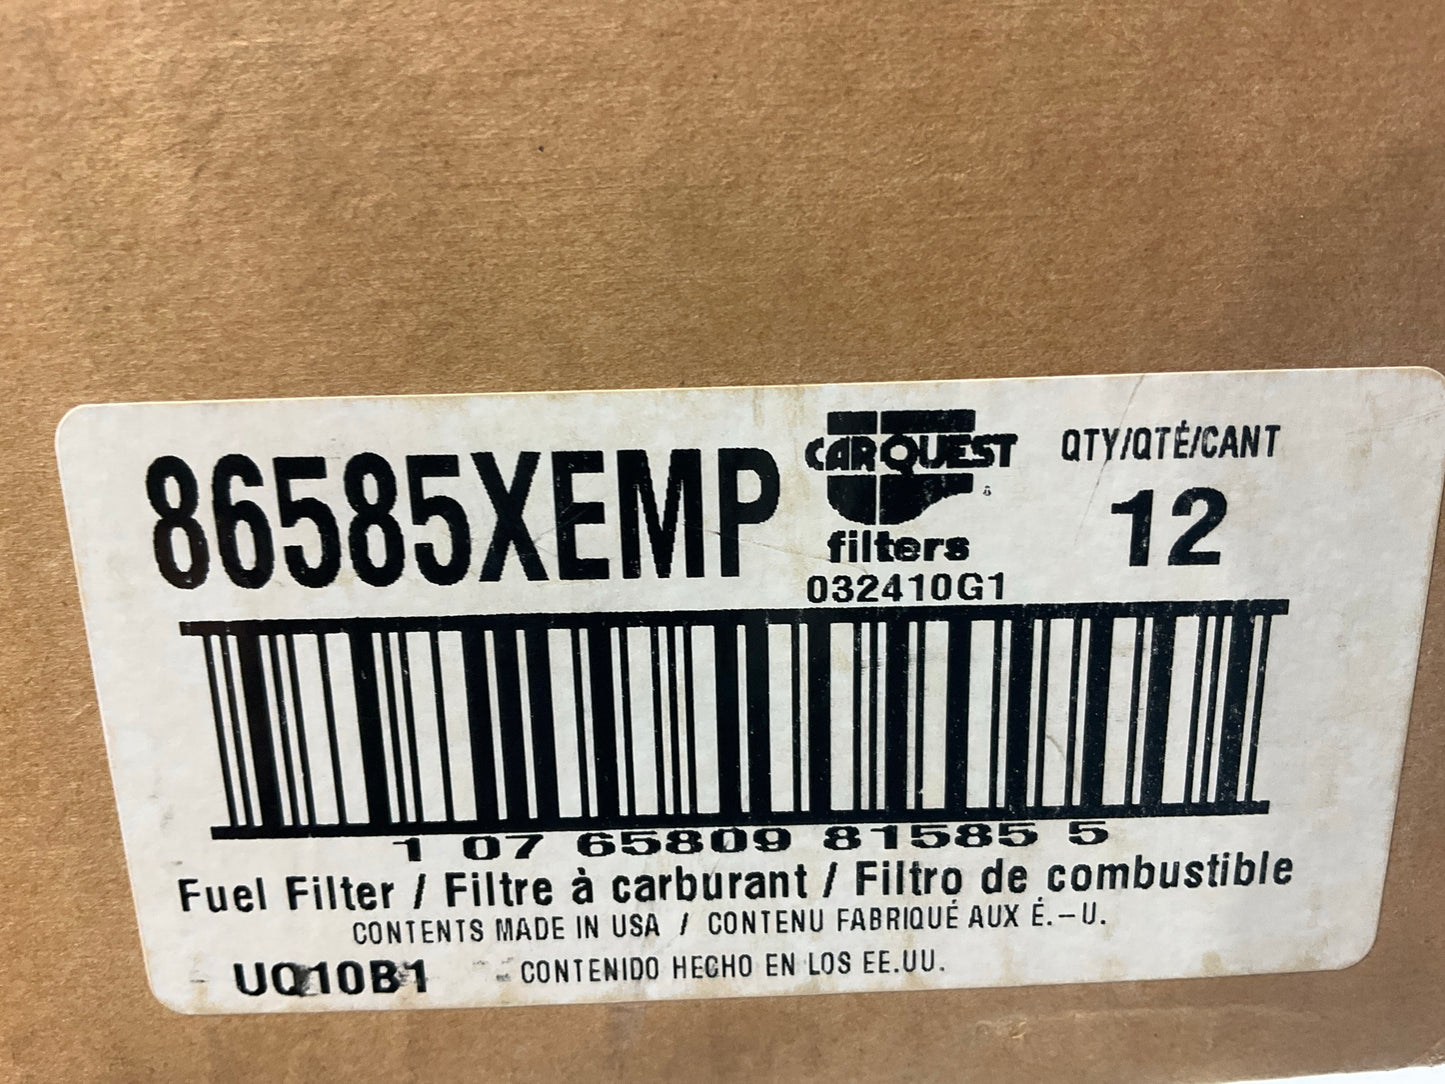 86585XEMP
CARQUEST
filters
032410G1
QTY/QTÉ/CANT
12
1 07 65809 81585 5
Fuel Filter / Filtre à carburant / Filtro de combustible
CONTENTS MADE IN USA / CONTENU FABRIQUÉ AUX É.-U.
UQ10B1 CONTENIDO HECHO EN LOS EE.UU.